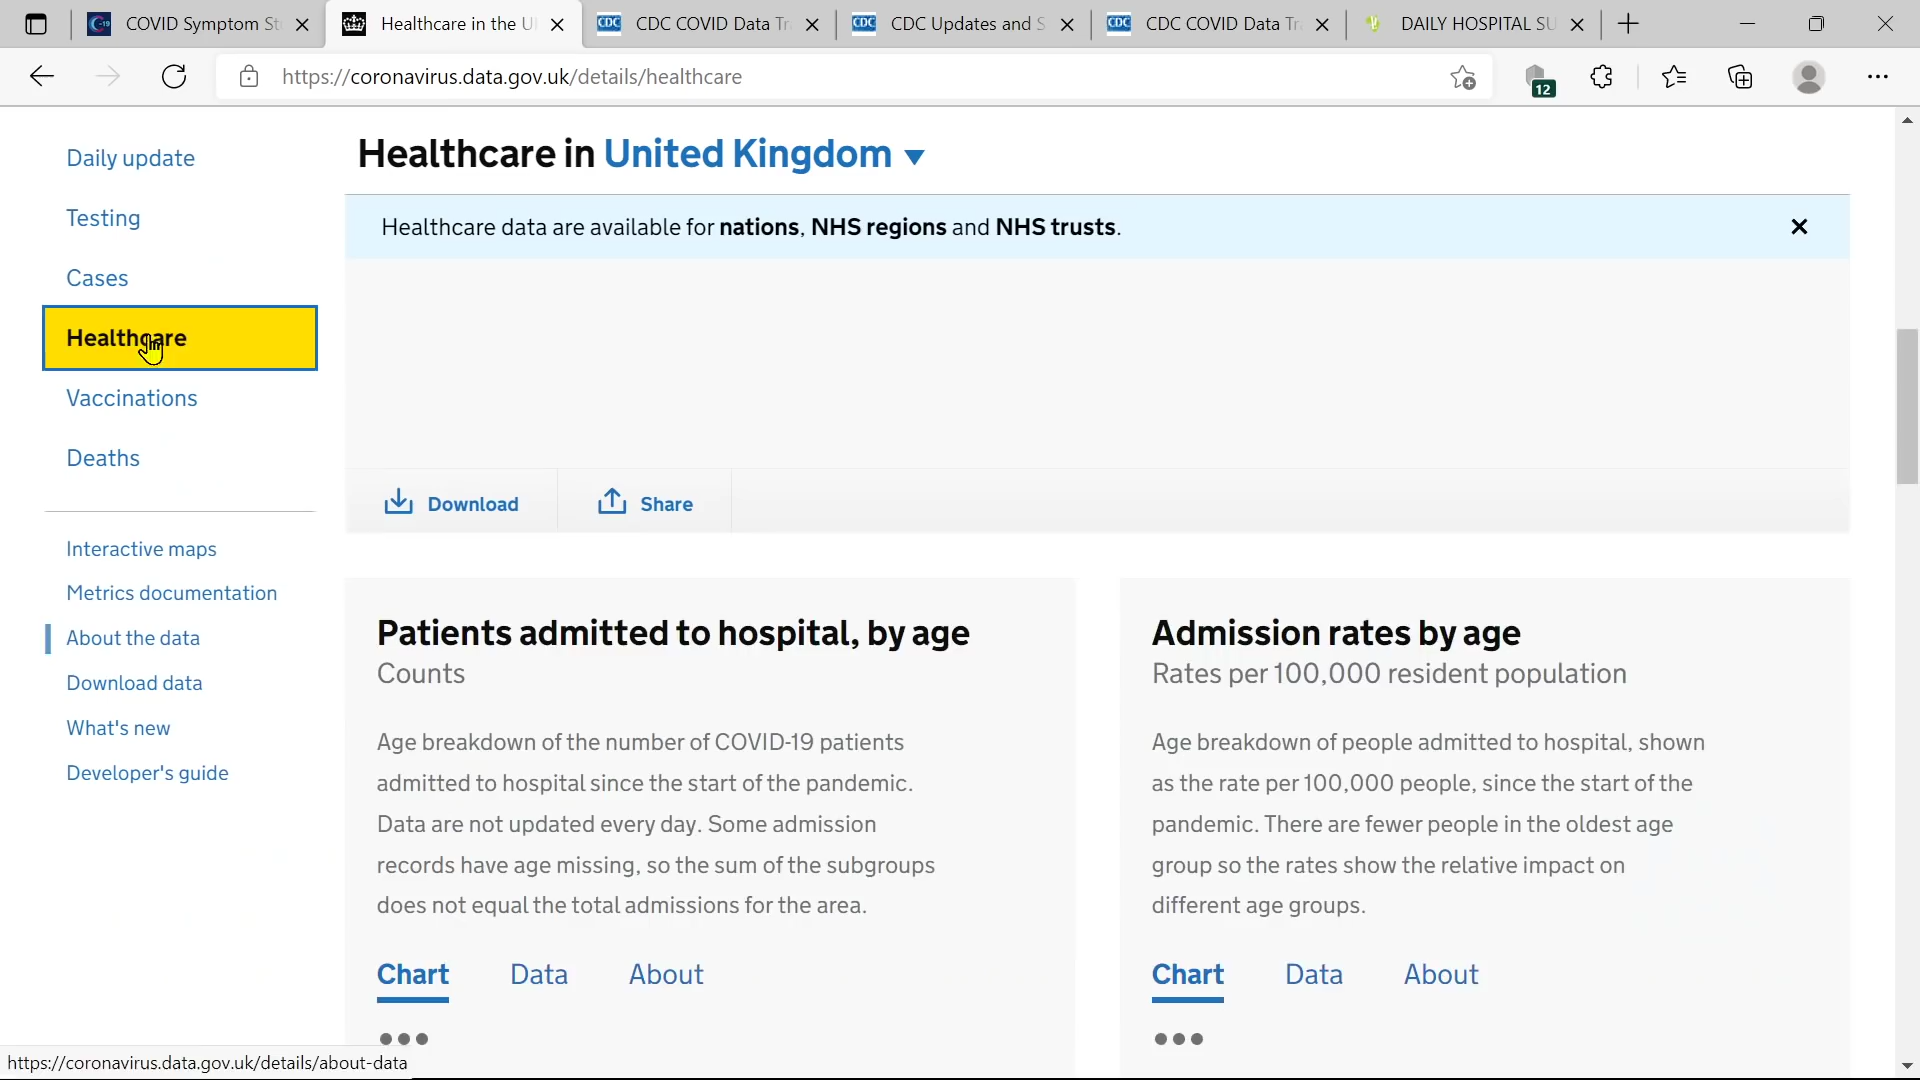 COVID Symptom St
Healthcare in the U
CDC COVID Data Tr
CDC Updates and S
CDC COVID Data Tr
DAILY HOSPITAL SU
https://coronavirus.data.gov.uk/details/healthcare
12
Daily update
Testing
Cases
Healthcare
Vaccinations
Deaths
Interactive maps
Metrics documentation
About the data
Download data
What's new
Developer's guide
Healthcare in United Kingdom
Healthcare data are available for nations, NHS regions and NHS trusts.
Download
Share
Patients admitted to hospital, by age
Counts
Age breakdown of the number of COVID-19 patients
admitted to hospital since the start of the pandemic.
Data are not updated every day. Some admission
records have age missing, so the sum of the subgroups
does not equal the total admissions for the area.
Chart Data About
Admission rates by age
Rates per 100,000 resident population
Age breakdown of people admitted to hospital, shown
as the rate per 100,000 people, since the start of the
pandemic. There are fewer people in the oldest age
group so the rates show the relative impact on
different age groups.
Chart Data About
https://coronavirus.data.gov.uk/details/about-data